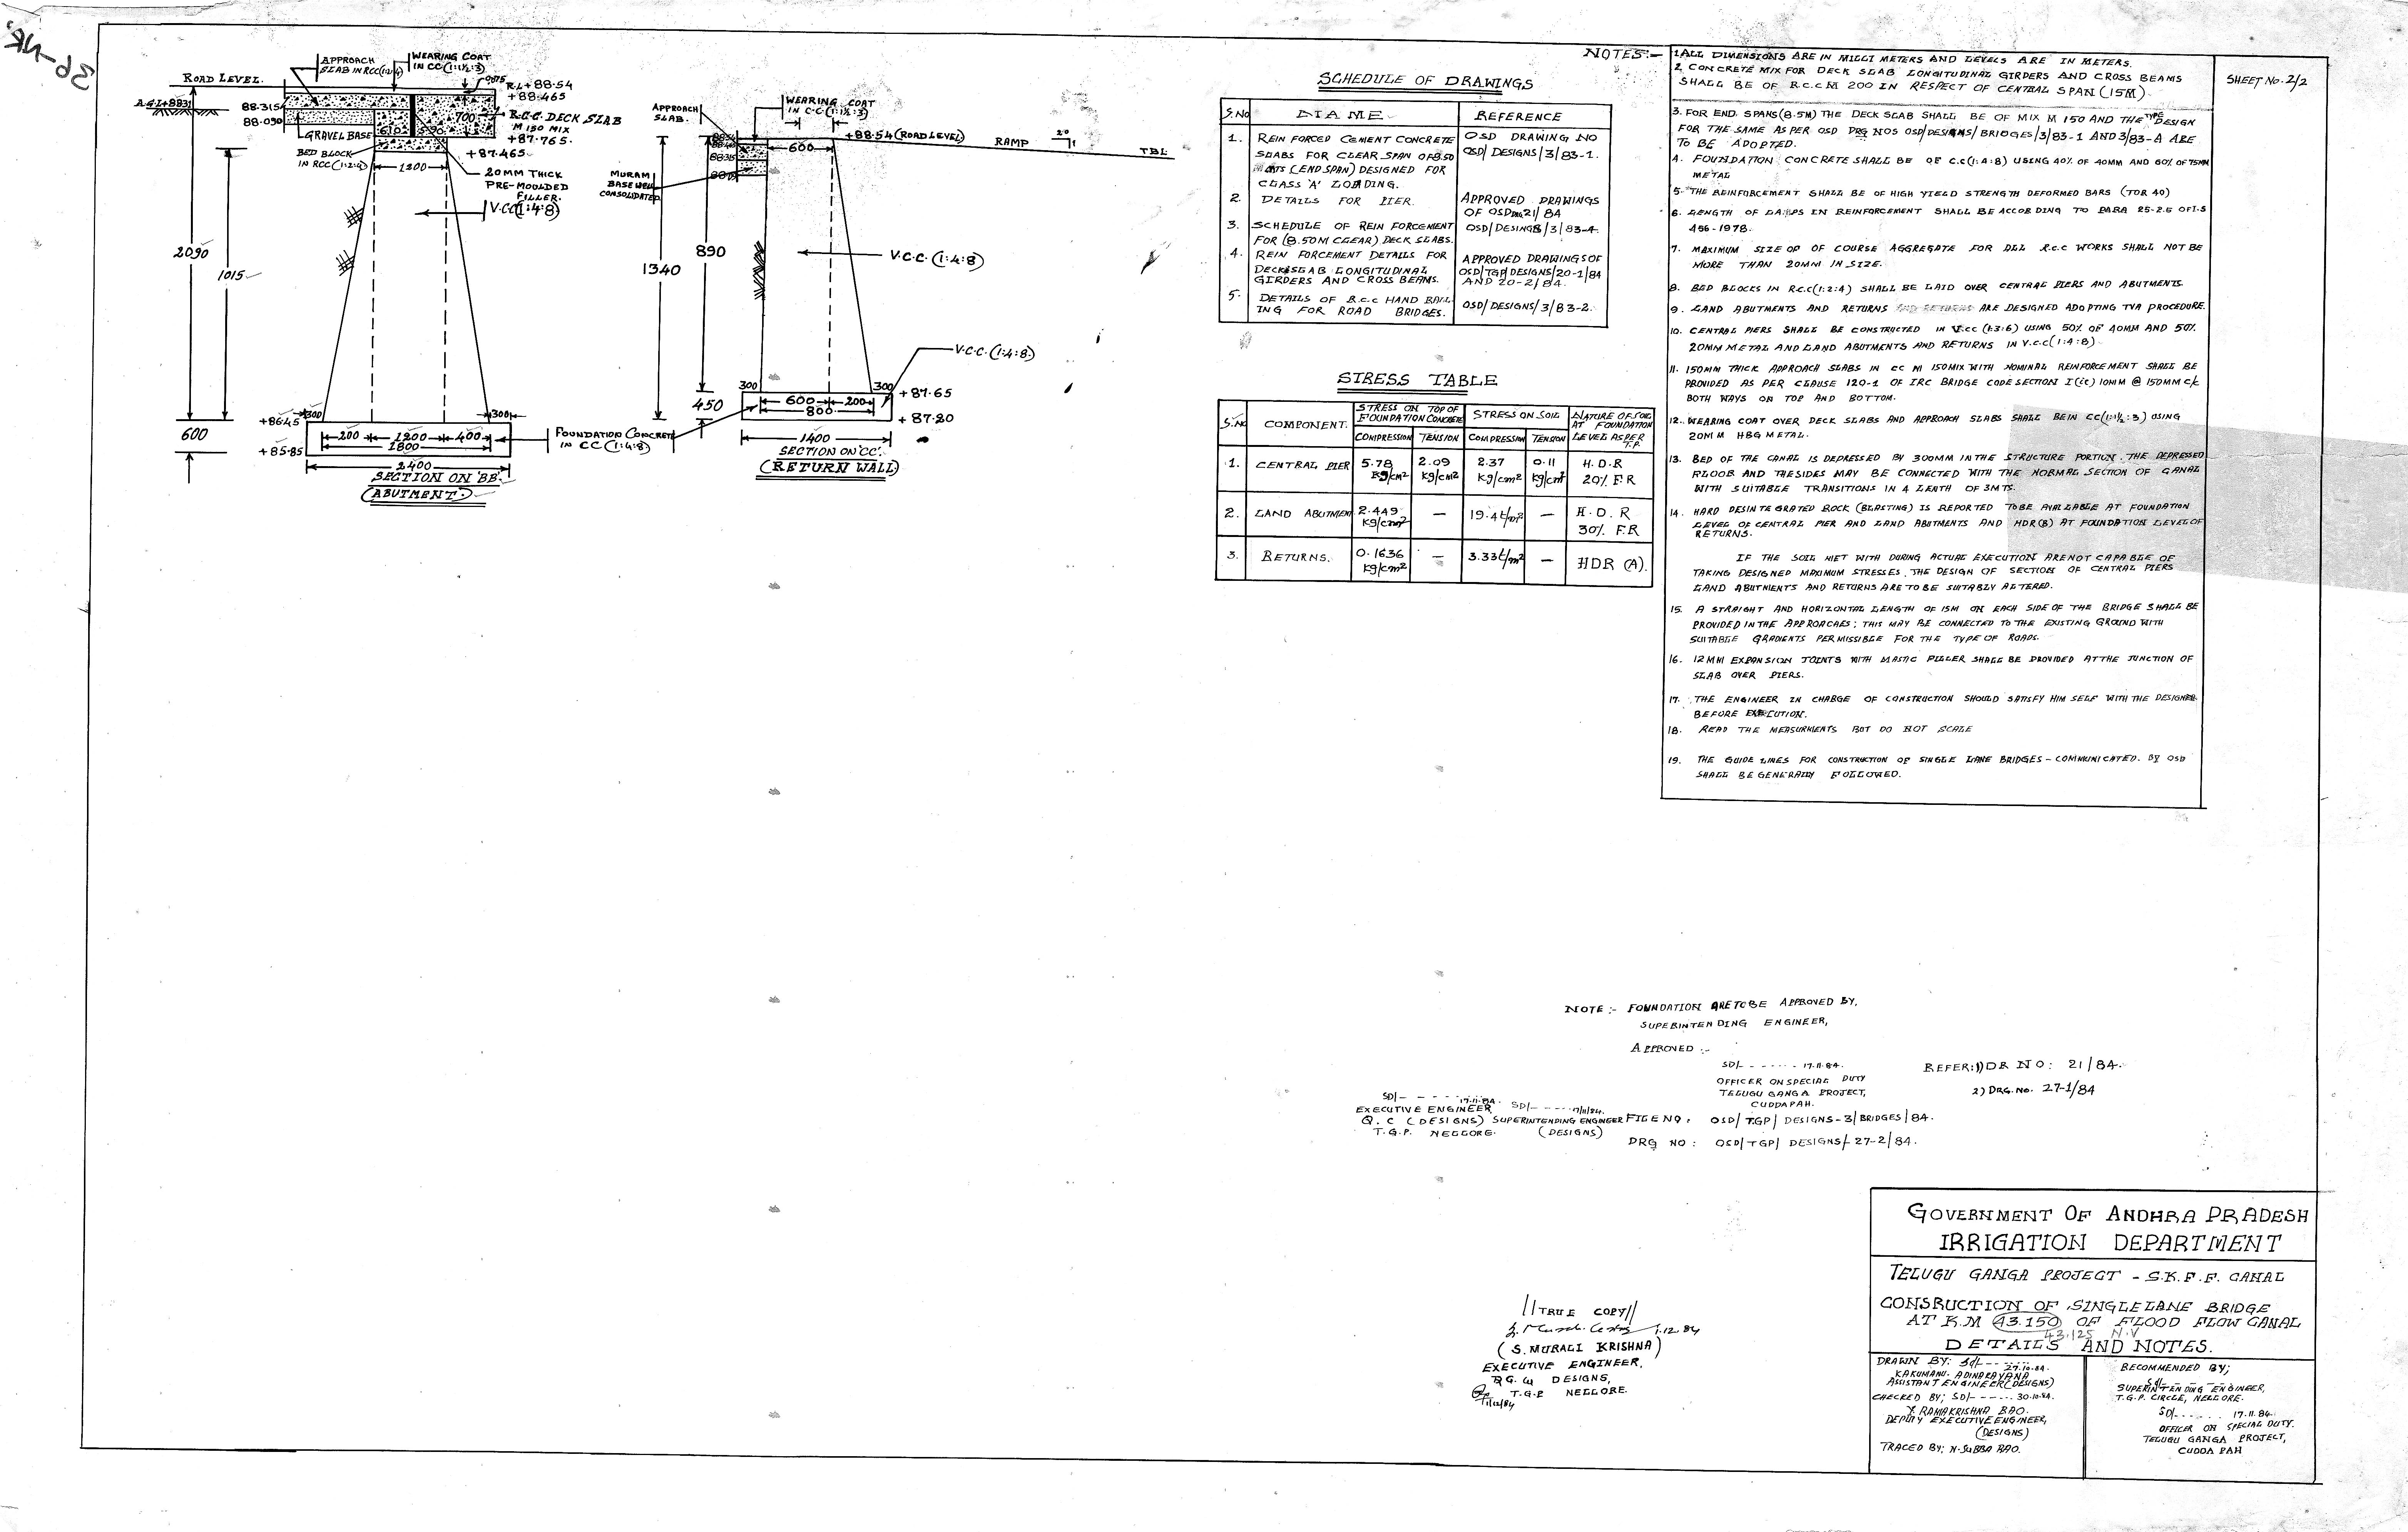 SHEET No. 2/2
ROAD LEVEL.
APPROACH
SLAB IN RCC(1:2:4)
WEARING COAT
IN CC(1:1½:3)
0.075
R.L+88.54
+88.465
88.315
88.090
R.C.C. DECK SLAB
M 150 MIX
+87.765.
700
610
590
GRAVEL BASE
BED BLOCK
IN RCC(1:2:4)
+87.465
1200
20MM THICK
PRE-MOULDED
FILLER.
V.C.C(1:4:8)
2090
1015
+86.45
300
300
600
+85.85
200
1200
400
1800
2400
SECTION ON 'BB'.
(ABUTMENT.)
FOUNDATION CONCRETE
IN CC(1:4:8)
APPROACH
SLAB.
WEARING COAT
IN C.C.(1:1½:3)
+88.54(ROAD LEVEL)
RAMP
20
1
TBL
600
MURAM
BASE WELL
CONSOLIDATED
1340
890
V.C.C.(1:4:8)
V.C.C.(1:4:8)
300
300
+87.65
450
600
200
800
+87.20
1400
SECTION ON 'CC'.
(RETURN WALL)
SCHEDULE OF DRAWINGS
S.No
DIAME
REFERENCE
1.
REIN FORCED CEMENT CONCRETE
SLABS FOR CLEAR SPAN OF 8.50
MTS (END SPAN) DESIGNED FOR
CLASS 'A' LOADING.
OSD DRAWING NO
OSD/DESIGNS/3/83-1.
2.
DETAILS FOR PIER.
APPROVED DRAWINGS
OF OSD DRG 21/84
3.
SCHEDULE OF REIN FORCEMENT
FOR (8.50M CLEAR) DECK SLABS.
OSD/DESINGS/3/83-4.
4.
REIN FORCEMENT DETAILS FOR
DECK SLAB LONGITUDINAL
GIRDERS AND CROSS BEAMS.
APPROVED DRAWINGS OF
OSD/TGP/DESIGNS/20-1/84
AND 20-2/84.
5.
DETAILS OF R.C.C HAND RAIL
ING FOR ROAD BRIDGES.
OSD/DESIGNS/3/83-2.
STRESS TABLE
S.No
COMPONENT.
STRESS ON TOP OF
FOUNDATION CONCRETE
STRESS ON SOIL
NATURE OF SOIL
AT FOUNDATION
LEVEL AS PER
T.P.
COMPRESSION TENSION COMPRESSION TENSION
1. CENTRAL PIER 5.78 kg/cm² 2.09 kg/cm² 2.37 kg/cm² 0.11 kg/cm² H.D.R 20% F.R
2. LAND ABUTMENT 2.449 kg/cm² — 19.4t/m² — H.D.R 30% F.R
3. RETURNS. 0.1636 kg/cm² — 3.33t/m² — HDR (A).
NOTES:-
1 ALL DIMENSIONS ARE IN MILLI METERS AND LEVELS ARE IN METERS.
2. CONCRETE MIX FOR DECK SLAB LONGITUDINAL GIRDERS AND CROSS BEAMS
SHALL BE OF R.C.C M 200 IN RESPECT OF CENTRAL SPAN (15M).
3. FOR END. SPANS(8.5M) THE DECK SLAB SHALL BE OF MIX M 150 AND THE TYPE DESIGN
FOR THE SAME AS PER OSD DRG NOS OSD/DESIGNS/BRIDGES/3/83-1 AND 3/83-A ARE
TO BE ADOPTED.
4. FOUNDATION CONCRETE SHALL BE OF C.C(1:4:8) USING 40% OF 40MM AND 60% OF 75MM
METAL
5. THE REINFORCEMENT SHALL BE OF HIGH YIELD STRENGTH DEFORMED BARS (TOR 40)
6. LENGTH OF LAPPS IN REINFORCEMENT SHALL BE ACCORDING TO PARA 25-2.5 OF I.S
456-1978.
7. MAXIMUM SIZE OP OF COURSE AGGREGATE FOR ALL R.C.C WORKS SHALL NOT BE
MORE THAN 20MM IN SIZE.
8. BED BLOCKS IN R.C.C(1:2:4) SHALL BE LAID OVER CENTRAL PIERS AND ABUTMENTS.
9. LAND ABUTMENTS AND RETURNS ARE DESIGNED ADOPTING TVA PROCEDURE.
10. CENTRAL PIERS SHALL BE CONSTRUCTED IN V.CC (1:3:6) USING 50% OF 40MM AND 50%
20MM METAL AND LAND ABUTMENTS AND RETURNS IN V.C.C(1:4:8)
11. 150MM THICK APPROACH SLABS IN CC M 150MIX WITH NOMINAL REINFORCEMENT SHALL BE
PROVIDED AS PER CLAUSE 120-1 OF IRC BRIDGE CODE SECTION I(ii) 10MM @ 150MM c/c
BOTH WAYS ON TOP AND BOTTOM.
12. WEARING COAT OVER DECK SLABS AND APPROACH SLABS SHALL BE IN CC(1:1½:3) USING
20MM HBG METAL.
13. BED OF THE CANAL IS DEPRESSED BY 300MM IN THE STRUCTURE PORTION. THE DEPRESSED
FLOOR AND THE SIDES MAY BE CONNECTED WITH THE NORMAL SECTION OF CANAL
WITH SUITABLE TRANSITIONS IN A LENTH OF 3MTS.
14. HARD DESINTEGRATED ROCK (BLASTING) IS REPORTED TO BE AVAILABLE AT FOUNDATION
LEVEL OF CENTRAL PIER AND LAND ABUTMENTS AND HDR(B) AT FOUNDATION LEVEL OF
RETURNS.
IF THE SOIL MET WITH DURING ACTUAL EXECUTION ARE NOT CAPABLE OF
TAKING DESIGNED MAXIMUM STRESSES, THE DESIGN OF SECTION OF CENTRAL PIERS
LAND ABUTMENTS AND RETURNS ARE TO BE SUITABLY ALTERED.
15. A STRAIGHT AND HORIZONTAL LENGTH OF 15M ON EACH SIDE OF THE BRIDGE SHALL BE
PROVIDED IN THE APPROACHES; THIS MAY BE CONNECTED TO THE EXISTING GROUND WITH
SUITABLE GRADIENTS PERMISSIBLE FOR THE TYPE OF ROADS.
16. 12MM EXPANSION JOINTS WITH MASTIC FILLER SHALL BE PROVIDED AT THE JUNCTION OF
SLAB OVER PIERS.
17. THE ENGINEER IN CHARGE OF CONSTRUCTION SHOULD SATISFY HIM SELF WITH THE DESIGNER
BEFORE EXECUTION.
18. READ THE MEASURMENTS BUT DO NOT SCALE
19. THE GUIDE LINES FOR CONSTRUCTION OF SINGLE LANE BRIDGES - COMMUNICATED. BY OSD
SHALL BE GENERALLY FOLLOWED.
NOTE:- FOUNDATION ARE TO BE APPROVED BY,
SUPERINTENDING ENGINEER,
APPROVED :-
SD/- - - - - - 17.11.84.
OFFICER ON SPECIAL DUTY
TELUGU GANGA PROJECT,
CUDDAPAH.
REFER:1) DR NO: 21/84.
2) DRG.No. 27-1/84
SD/- - - - - 17.11.84.
EXECUTIVE ENGINEER
Q.C (DESIGNS)
T.G.P. NELLORE.
SD/- - - - 17/11/84.
SUPERINTENDING ENGINEER
(DESIGNS)
FILE NO: OSD/T.GP/DESIGNS-3/BRIDGES/84.
DRG NO: OSD/TGP/DESIGNS/-27-2/84.
//TRUE COPY//
1.12.84
(S. MURALI KRISHNA)
EXECUTIVE ENGINEER.
DESIGNS,
T.G.P NELLORE.
1/12/84
GOVERNMENT OF ANDHRA PRADESH
IRRIGATION DEPARTMENT
TELUGU GANGA PROJECT - S.K.F.F. CANAL
CONSRUCTION OF SINGLE LANE BRIDGE
AT K.M 43.150 OF FLOOD FLOW CANAL
43.125 N.V
DETAILS AND NOTES.
DRAWN BY: Sd/- - - 27.10.84.
KAKUMANU. ADINARAYANA
ASSISTANT ENGINEER(DESIGNS)
CHECKED BY; SD/- - - - 30.10.84.
Y. RAMAKRISHNA RAO.
DEPUTY EXECUTIVE ENGINEER,
(DESIGNS)
TRACED BY; N.SUBBA RAO.
RECOMMENDED BY;
Sd/- - - -
SUPERINTENDING ENGINEER,
T.G.P. CIRCLE, NELLORE.
SD/- - - - 17.11.84.
OFFICER ON SPECIAL DUTY.
TELUGU GANGA PROJECT,
CUDDAPAH